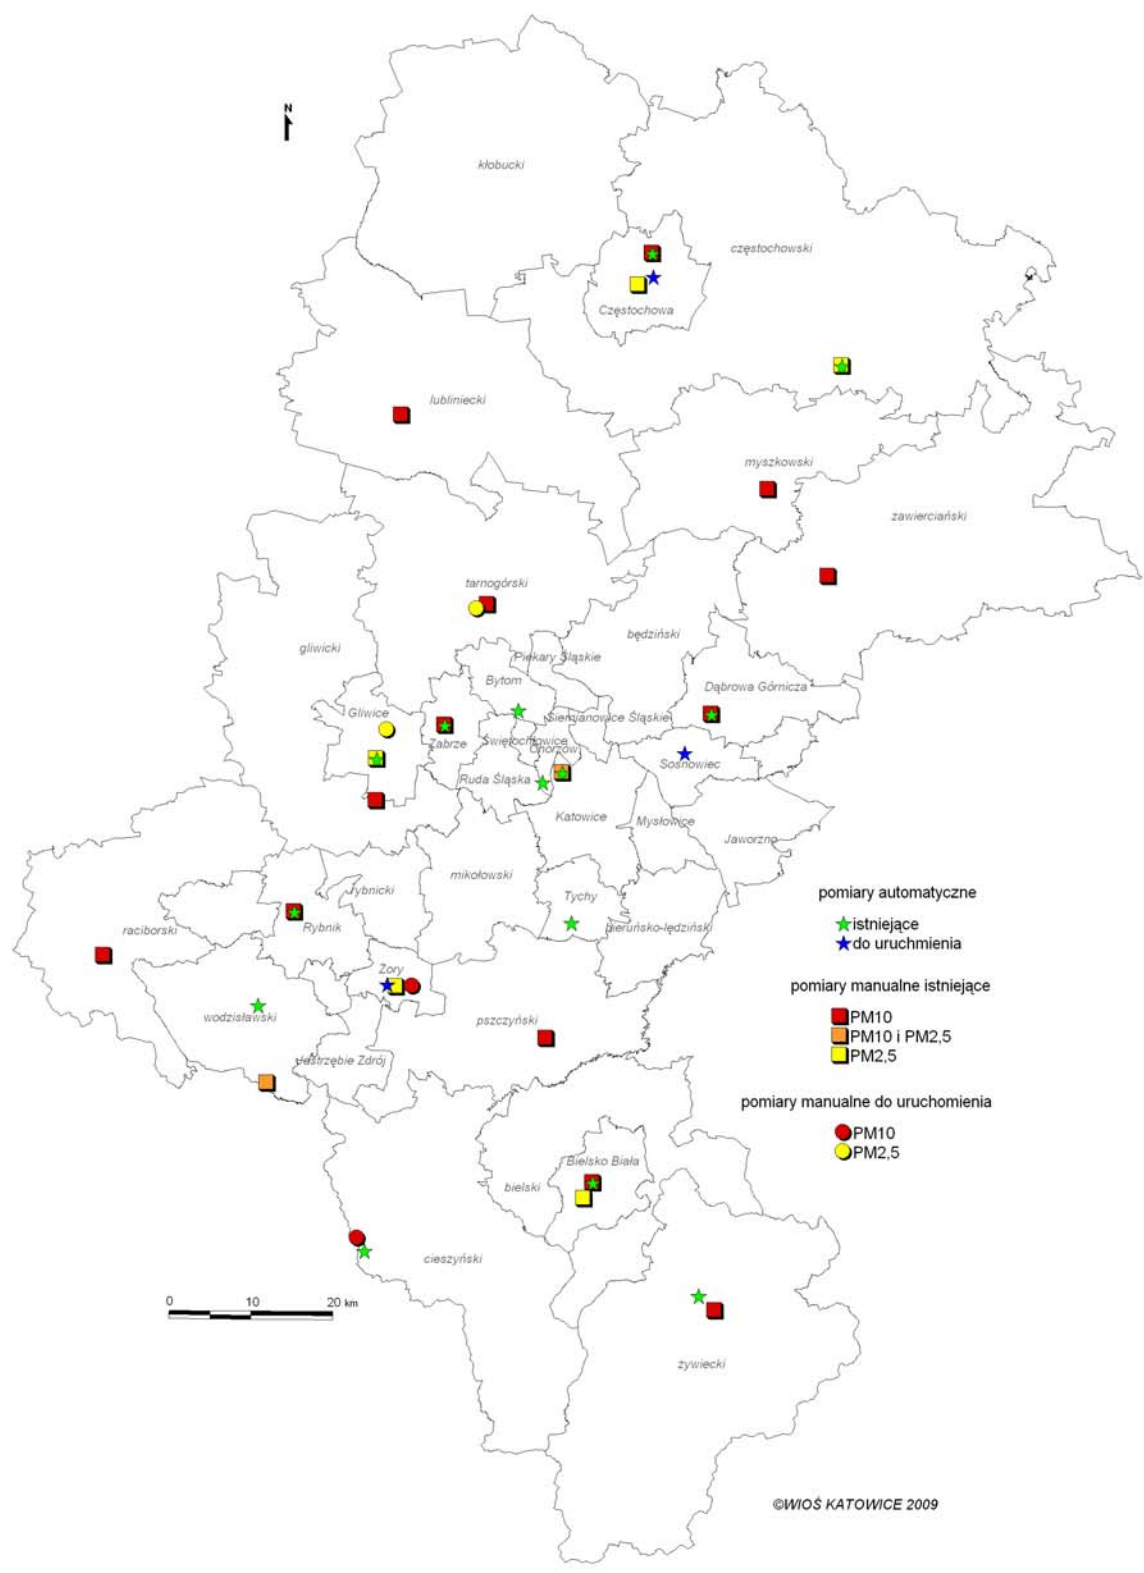 N
kłobucki
częstochowski
Częstochowa
lubliniecki
myszkowski
zawierciański
tarnogórski
będziński
gliwicki
Piekary Śląskie
Bytom
Dąbrowa Górnicza
Gliwice
Siemianowice Śląskie
Zabrze
Świętochłowice
Chorzów
Sosnowiec
Ruda Śląska
Katowice
Mysłowice
Jaworzno
mikołowski
rybnicki
Tychy
bieruńsko-lędziński
Rybnik
raciborski
Żory
wodzisławski
pszczyński
Jastrzębie Zdrój
pomiary automatyczne
istniejące
do uruchmienia
pomiary manualne istniejące
PM10
PM10 i PM2,5
PM2,5
pomiary manualne do uruchomienia
PM10
PM2,5
Bielsko Biała
bielski
cieszyński
0 10 20 km
żywiecki
©WIOŚ KATOWICE 2009